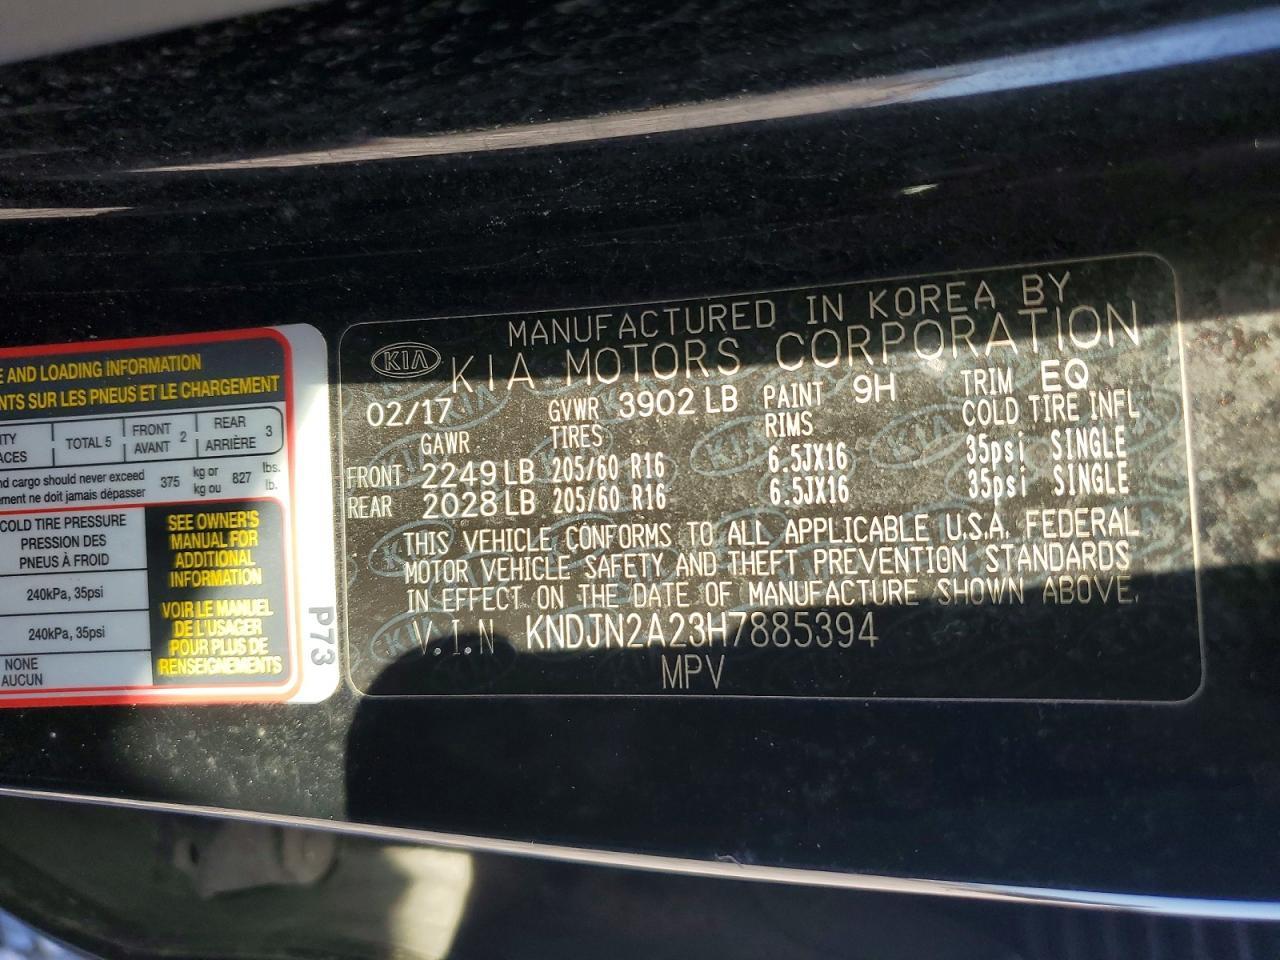 E AND LOADING INFORMATION
NTS SUR LES PNEUS ET LE CHARGEMENT
ITY TOTAL 5 FRONT 2 REAR 3
ACES AVANT ARRIÈRE
nd cargo should never exceed 375 kg or 827 lbs.
ement ne doit jamais dépasser kg ou lb.
COLD TIRE PRESSURE
PRESSION DES
PNEUS À FROID
240kPa, 35psi
240kPa, 35psi
NONE
AUCUN
SEE OWNER'S
MANUAL FOR
ADDITIONAL
INFORMATION
VOIR LE MANUEL
DE L'USAGER
POUR PLUS DE
RENSEIGNEMENTS
P73
MANUFACTURED IN KOREA BY
KIA KIA MOTORS CORPORATION
02/17 GVWR 3902 LB PAINT 9H TRIM EQ
GAWR TIRES RIMS COLD TIRE INFL
FRONT 2249 LB 205/60 R16 6.5JX16 35psi SINGLE
REAR 2028 LB 205/60 R16 6.5JX16 35psi SINGLE
THIS VEHICLE CONFORMS TO ALL APPLICABLE U.S.A. FEDERAL
MOTOR VEHICLE SAFETY AND THEFT PREVENTION STANDARDS
IN EFFECT ON THE DATE OF MANUFACTURE SHOWN ABOVE.
V.I.N KNDJN2A23H7885394
MPV